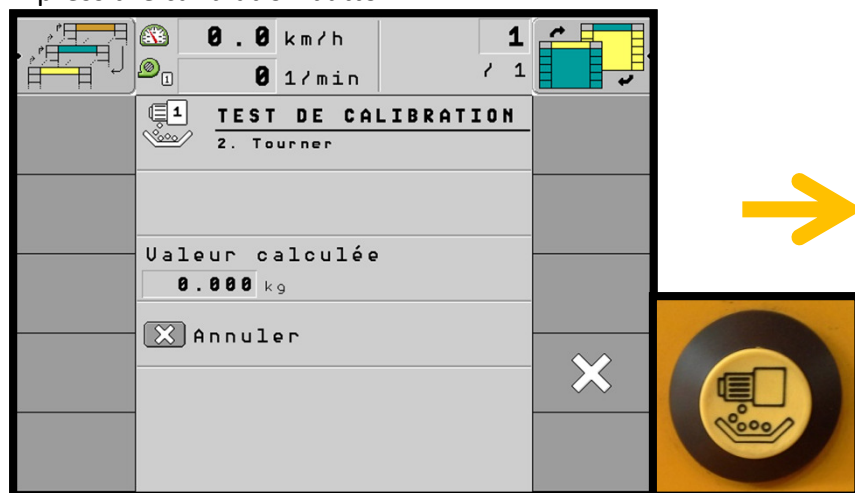 0.0 km/h
1
1
0 1/min
/ 1
1
TEST DE CALIBRATION
2. Tourner
Valeur calculée
0.000 kg
Annuler